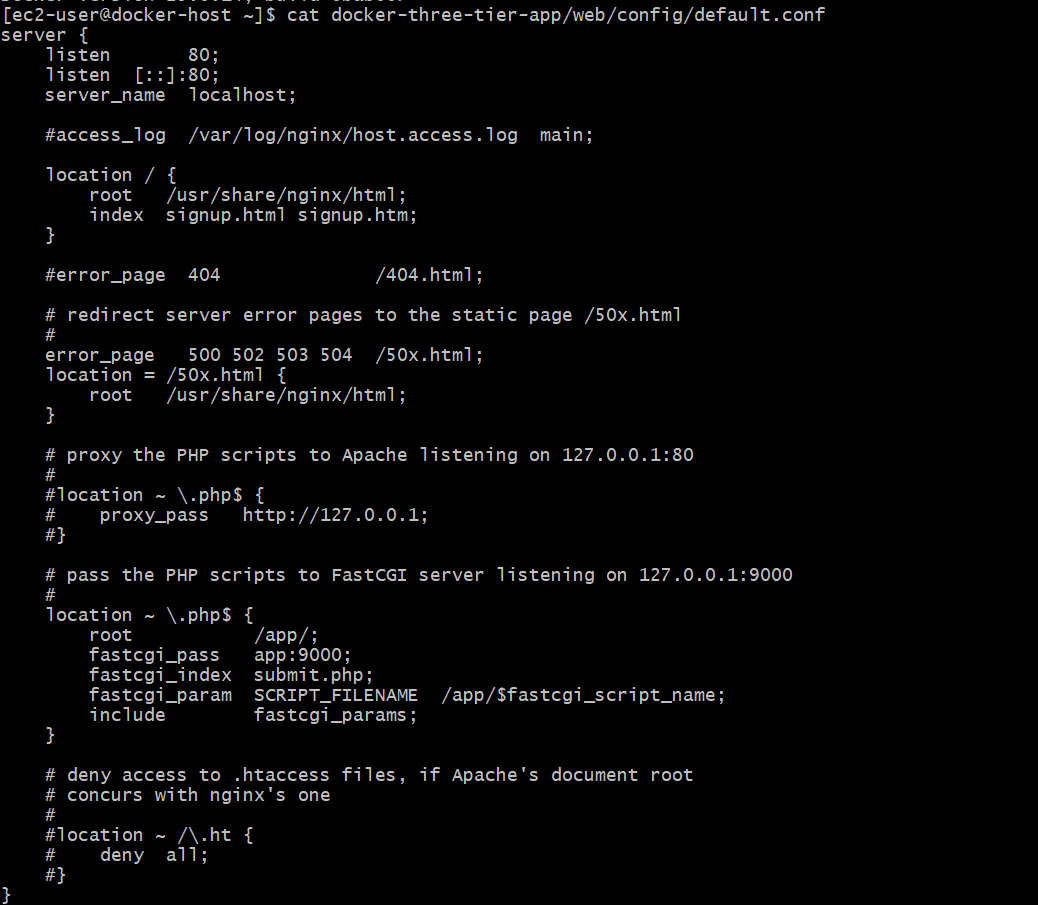 [ec2-user@docker-host ~]$ cat docker-three-tier-app/web/config/default.conf
server {
    listen       80;
    listen  [::]:80;
    server_name  localhost;

    #access_log  /var/log/nginx/host.access.log  main;

    location / {
        root   /usr/share/nginx/html;
        index  signup.html signup.htm;
    }

    #error_page  404              /404.html;

    # redirect server error pages to the static page /50x.html
    #
    error_page   500 502 503 504  /50x.html;
    location = /50x.html {
        root   /usr/share/nginx/html;
    }

    # proxy the PHP scripts to Apache listening on 127.0.0.1:80
    #
    #location ~ \.php$ {
    #    proxy_pass   http://127.0.0.1;
    #}

    # pass the PHP scripts to FastCGI server listening on 127.0.0.1:9000
    #
    location ~ \.php$ {
        root           /app/;
        fastcgi_pass   app:9000;
        fastcgi_index  submit.php;
        fastcgi_param  SCRIPT_FILENAME  /app/$fastcgi_script_name;
        include        fastcgi_params;
    }

    # deny access to .htaccess files, if Apache's document root
    # concurs with nginx's one
    #
    #location ~ /\.ht {
    #    deny  all;
    #}
}